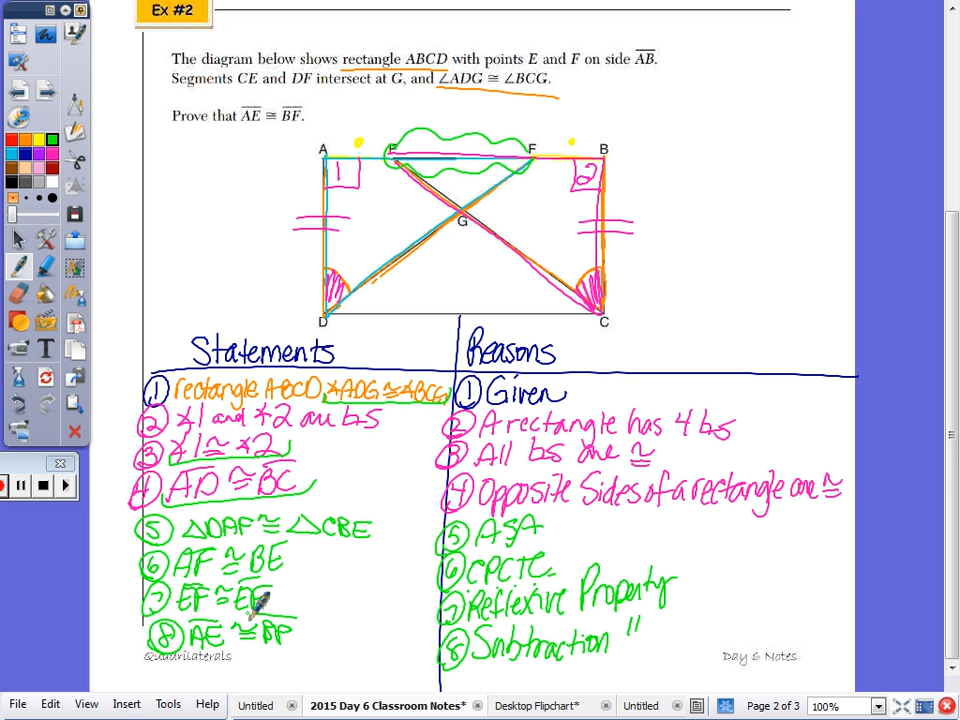 Ex #2
The diagram below shows rectangle ABCD with points E and F on side AB.
Segments CE and DF intersect at G, and ∠ADG ≅ ∠BCG.
Prove that AE ≅ BF.
A E F B
1 2
G
D C
Statements Reasons
① rectangle ABCD, ∡ADG ≅ ∡BCG ① Given
② ∡1 and ∡2 are ⦜s ② A rectangle has 4 ⦜s
③ ∡1 ≅ ∡2 ③ All ⦜s are ≅
④ AD ≅ BC ④ Opposite Sides of a rectangle are ≅
⑤ △DAF ≅ △CBE ⑤ ASA
⑥ AF ≅ BE ⑥ CPCTC
⑦ EF ≅ EF ⑦ Reflexive Property
⑧ AE ≅ BF ⑧ Subtraction "
Quadrilaterals Day 6 Notes
File Edit View Insert Tools Help Untitled 2015 Day 6 Classroom Notes* Desktop Flipchart* Untitled Page 2 of 3 100%